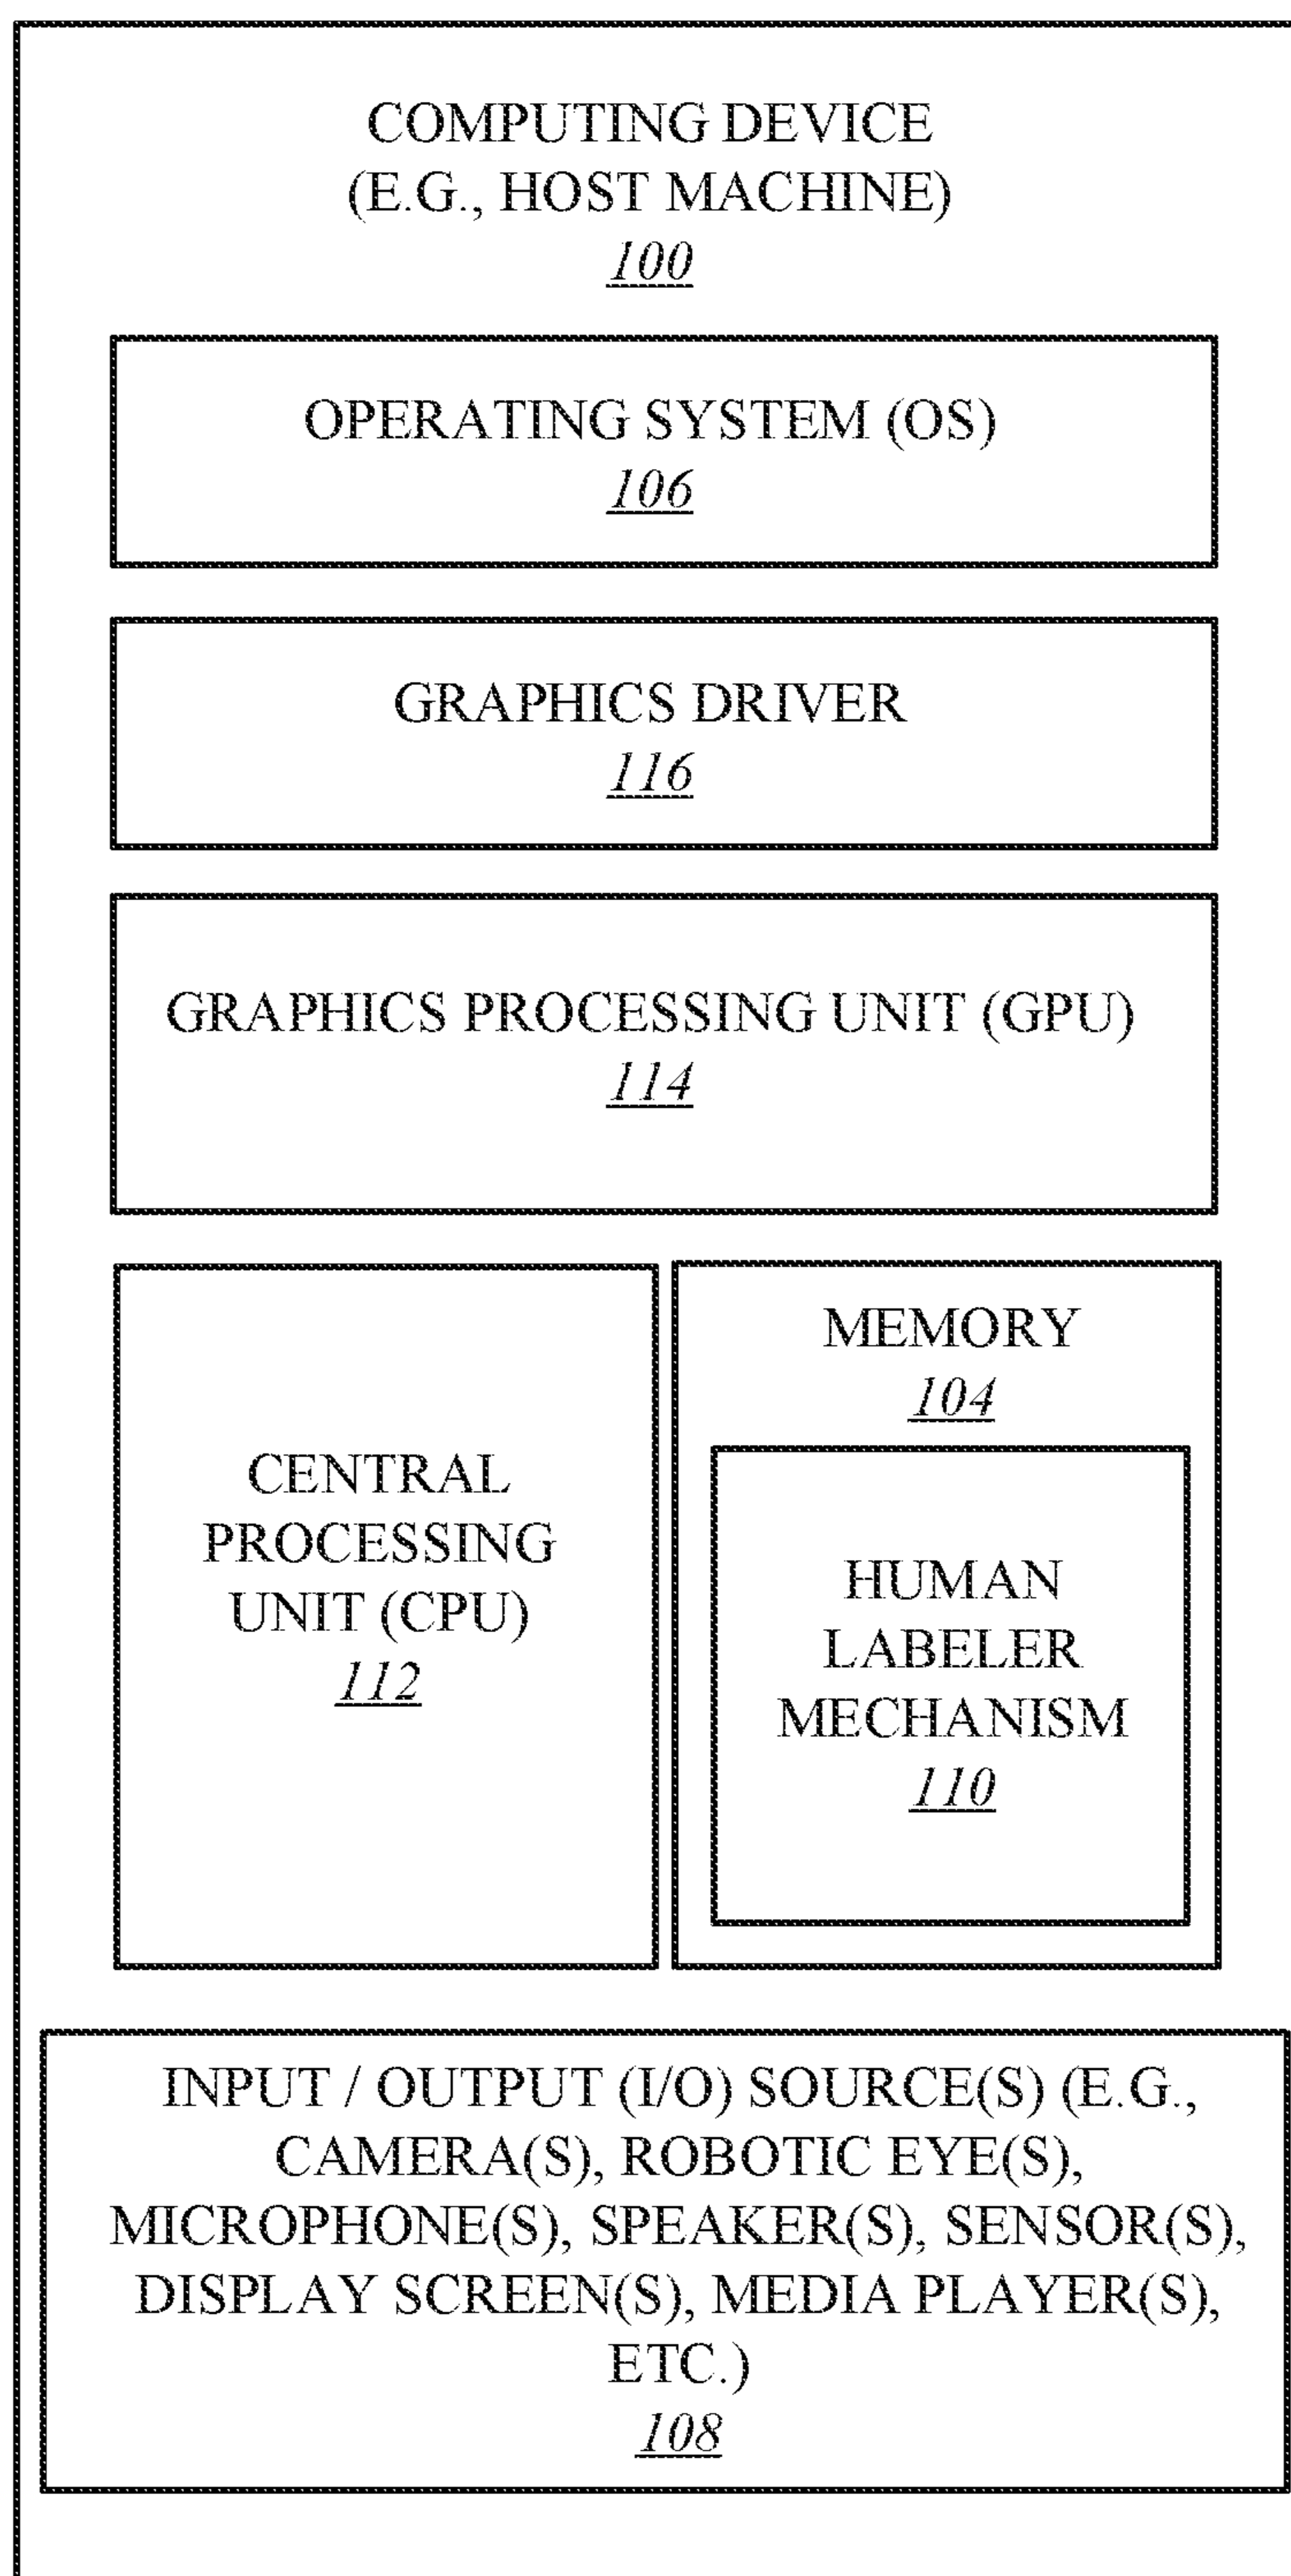 COMPUTING DEVICE
(E.G., HOST MACHINE)
100
OPERATING SYSTEM (OS)
106
GRAPHICS DRIVER
116
GRAPHICS PROCESSING UNIT (GPU)
114
CENTRAL
PROCESSING
UNIT (CPU)
112
MEMORY
104
HUMAN
LABELER
MECHANISM
110
INPUT / OUTPUT (I/O) SOURCE(S) (E.G.,
CAMERA(S), ROBOTIC EYE(S),
MICROPHONE(S), SPEAKER(S), SENSOR(S),
DISPLAY SCREEN(S), MEDIA PLAYER(S),
ETC.)
108